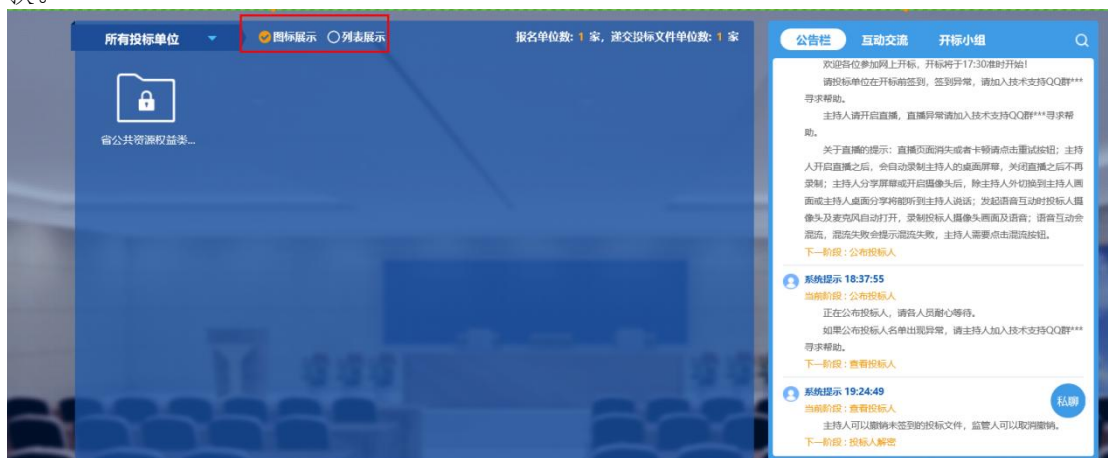 所有投标单位
图标展示 列表展示
报名单位数: 1 家, 递交投标文件单位数: 1 家
省公共资源权益类...
公告栏 互动交流 开标小组
欢迎各位参加网上开标, 开标将于17:30准时开始!
请投标单位在开标前签到, 签到异常, 请加入技术支持QQ群***
寻求帮助。
主持人请开启直播, 直播异常请加入技术支持QQ群***寻求帮
助。
关于直播的提示: 直播页面消失或者卡顿请点击重试按钮; 主持
人开启直播之后, 会自动录制主持人的桌面屏幕, 关闭直播之后不再
录制; 主持人分享屏幕或开启摄像头后, 除主持人外切换到主持人画
面或主持人桌面分享将能听到主持人说话; 发起语音互动时投标人摄
像头及麦克风自动打开, 录制投标人摄像头画面及语音; 语音互动会
混流, 混流失败会提示混流失败, 主持人需要点击混流按钮。
下一阶段 : 公布投标人
系统提示 18:37:55
当前阶段 : 公布投标人
正在公布投标人, 请各人员耐心等待。
如果公布投标人名单出现异常, 请主持人加入技术支持QQ群***
寻求帮助。
下一阶段 : 查看投标人
系统提示 19:24:49
当前阶段 : 查看投标人
主持人可以撤销未签到的投标文件, 监管人可以取消撤销。
下一阶段 : 投标人解密
私聊